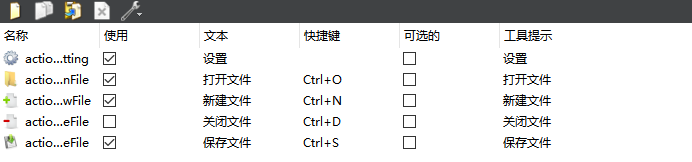 名称 使用 文本 快捷键 可选的 工具提示
actio...tting 设置 设置
actio...nFile 打开文件 Ctrl+O 打开文件
actio...wFile 新建文件 Ctrl+N 新建文件
actio...eFile 关闭文件 Ctrl+D 关闭文件
actio...eFile 保存文件 Ctrl+S 保存文件